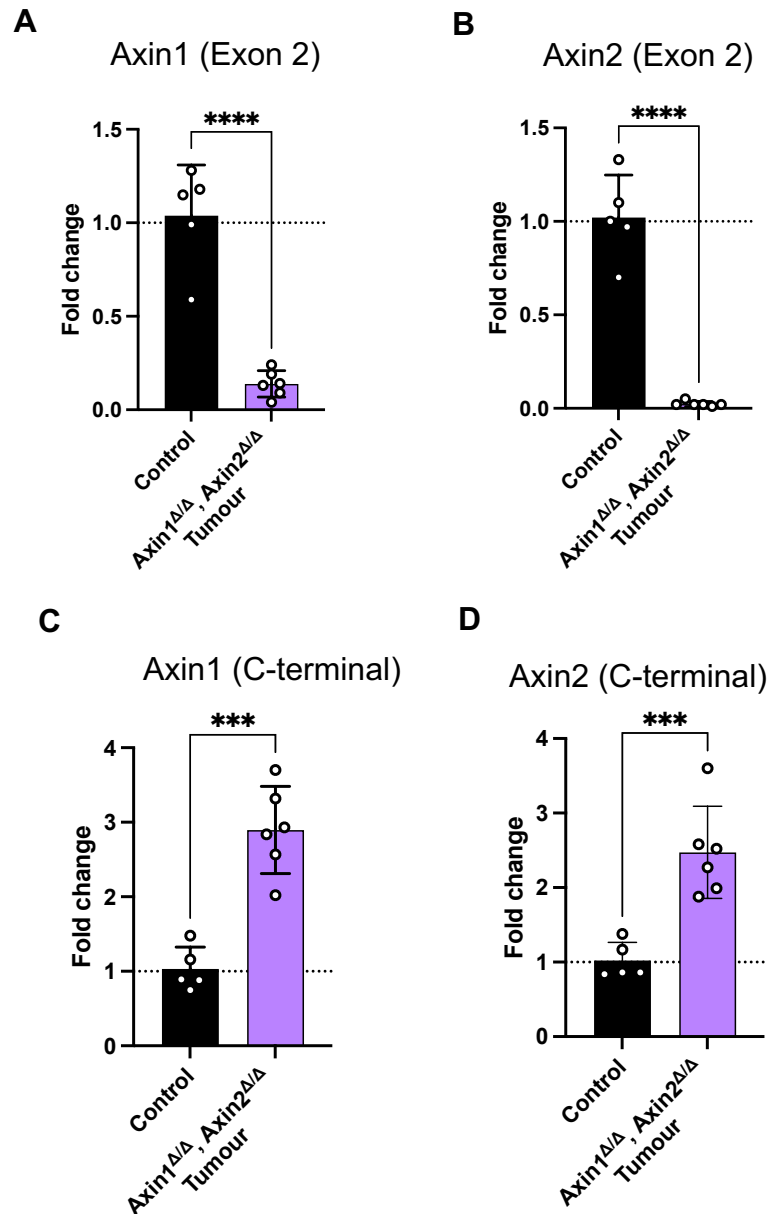 A
Axin1 (Exon 2)
****
1.5
1.0
0.5
0.0
Fold change
Control
Axin1Δ/Δ, Axin2Δ/Δ
Tumour
B
Axin2 (Exon 2)
****
1.5
1.0
0.5
0.0
Fold change
Control
Axin1Δ/Δ, Axin2Δ/Δ
Tumour
C
Axin1 (C-terminal)
***
4
3
2
1
0
Fold change
Control
Axin1Δ/Δ, Axin2Δ/Δ
Tumour
D
Axin2 (C-terminal)
***
4
3
2
1
0
Fold change
Control
Axin1Δ/Δ, Axin2Δ/Δ
Tumour